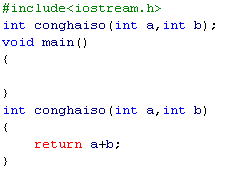 #include<iostream.h>
int conghaiso(int a,int b);
void main()
{
}
int conghaiso(int a,int b)
{
return a+b;
}